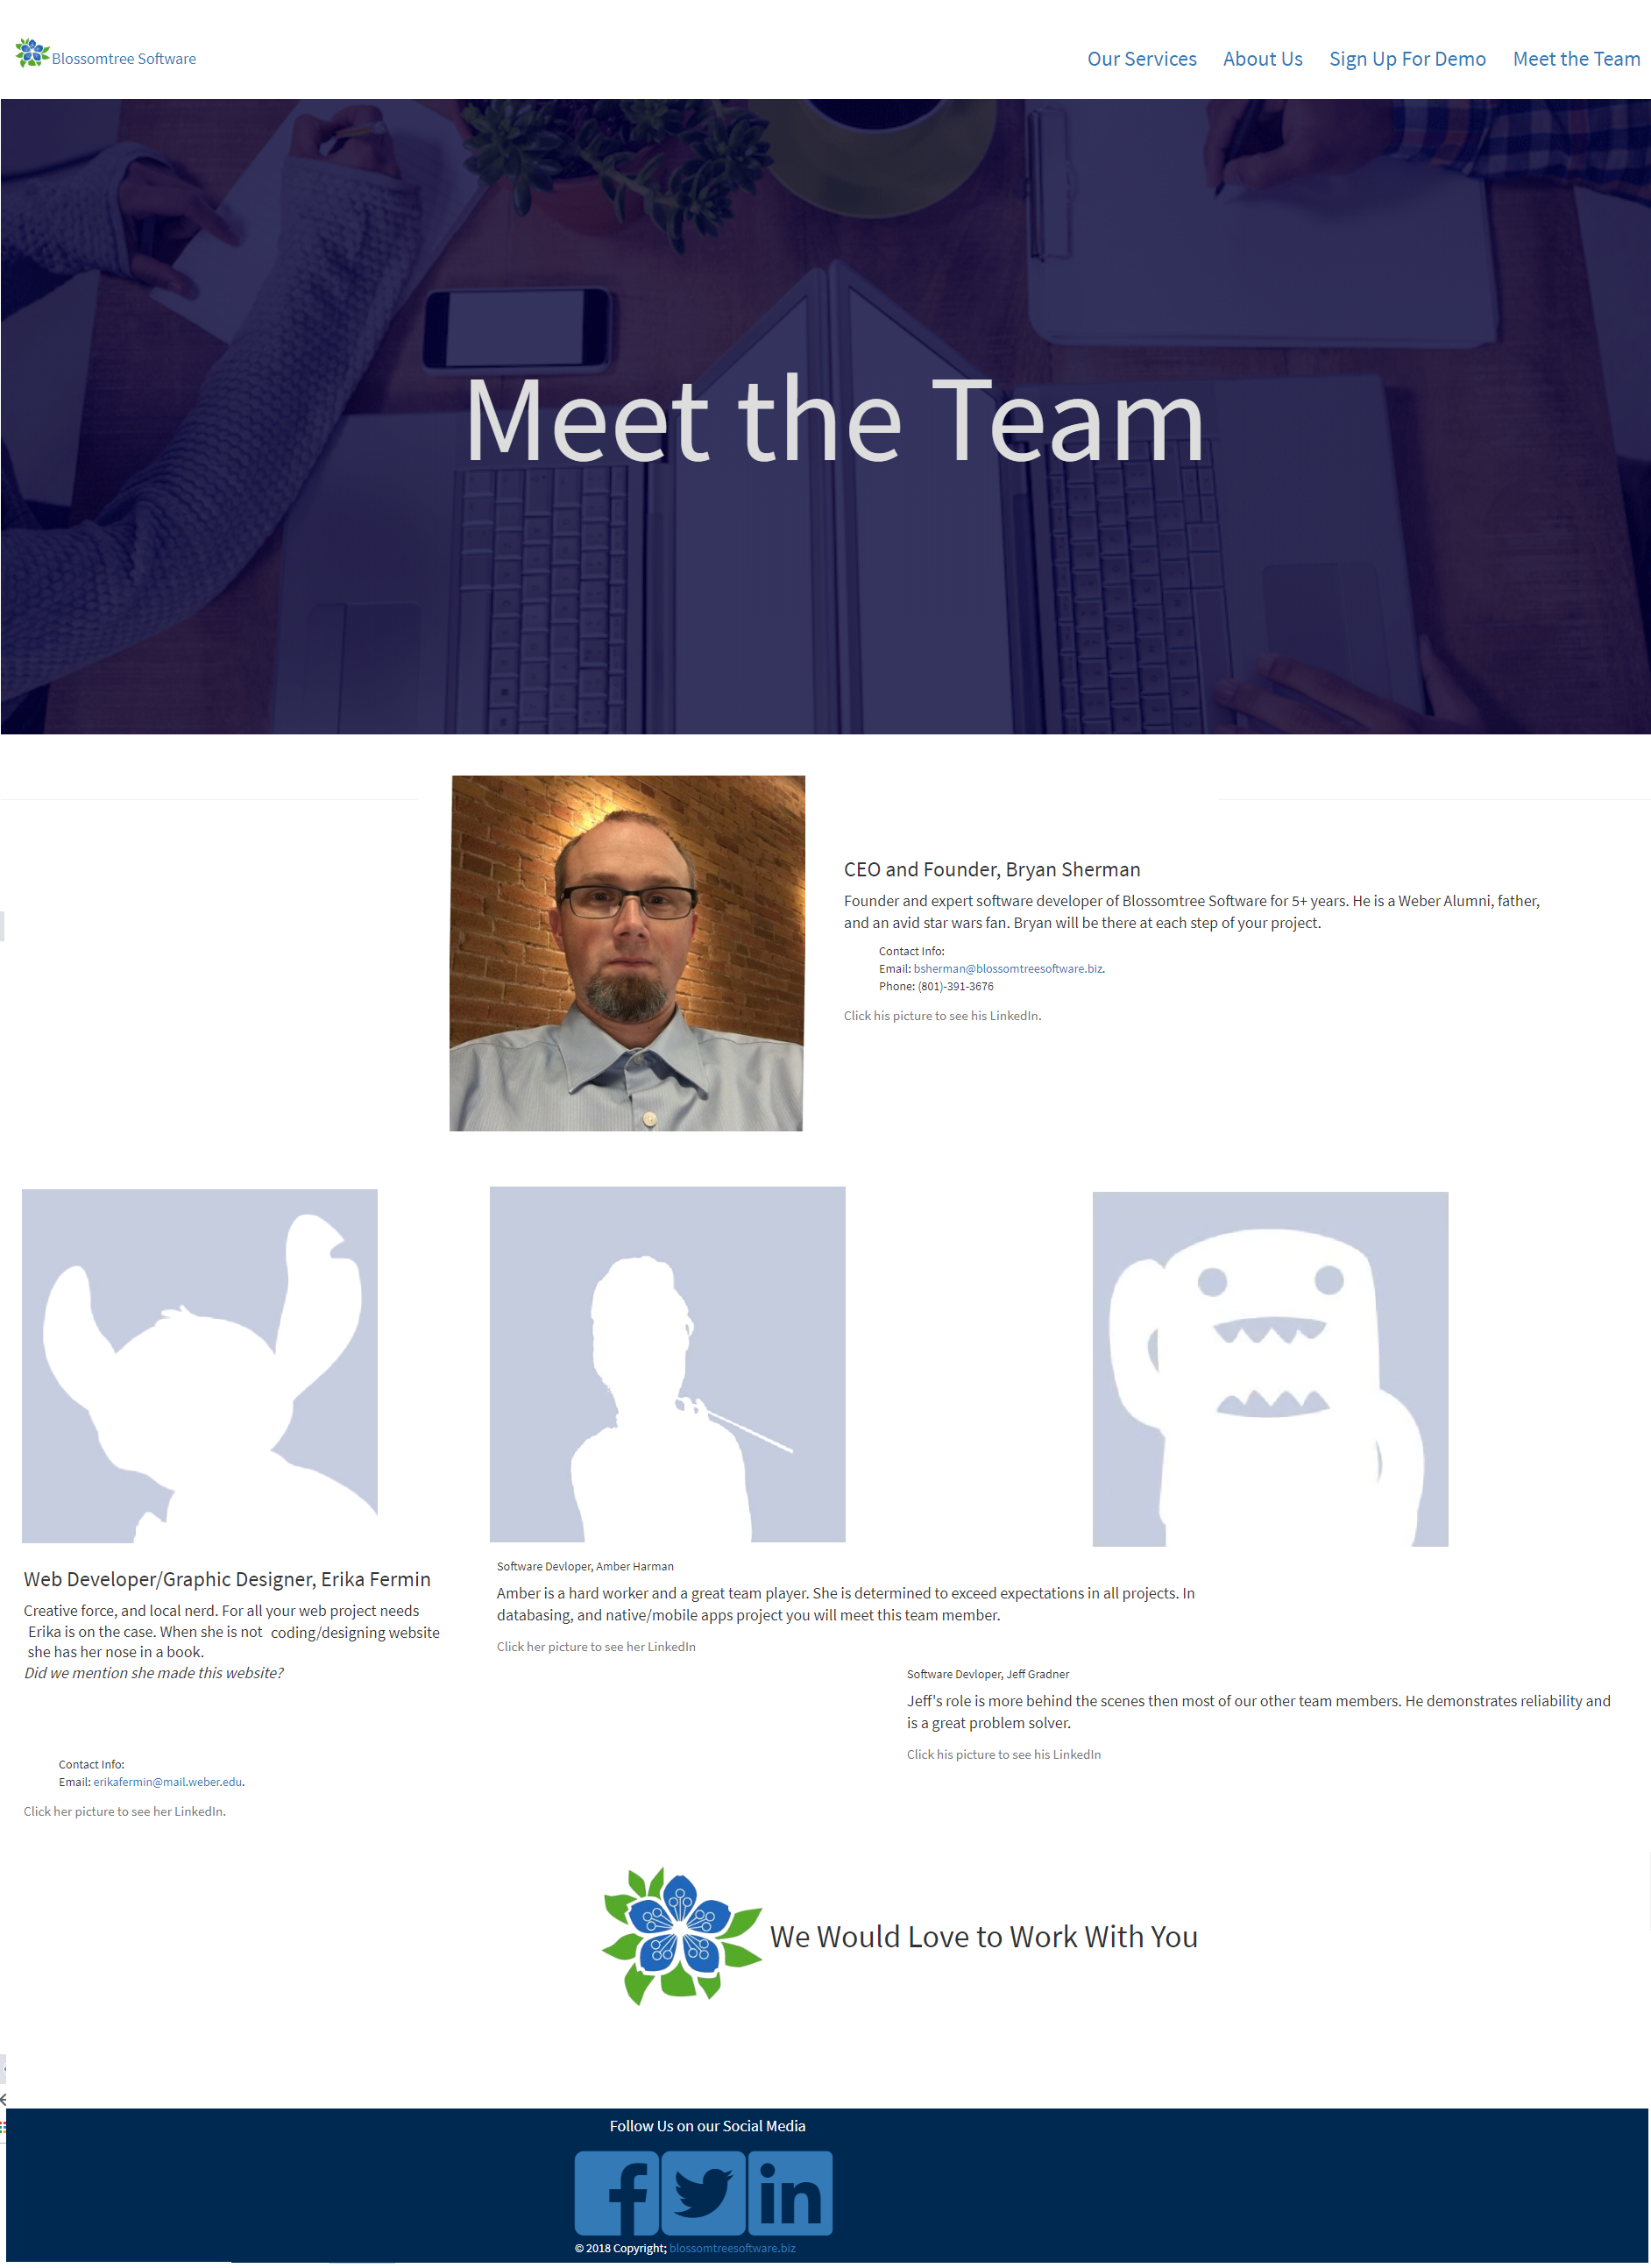 Blossomtree Software
Our Services
About Us
Sign Up For Demo
Meet the Team
Meet the Team
CEO and Founder, Bryan Sherman
Founder and expert software developer of Blossomtree Software for 5+ years. He is a Weber Alumni, father,
and an avid star wars fan. Bryan will be there at each step of your project.
Contact Info:
Email: bsherman@blossomtreesoftware.biz.
Phone: (801)-391-3676
Click his picture to see his LinkedIn.
Web Developer/Graphic Designer, Erika Fermin
Creative force, and local nerd. For all your web project needs
Erika is on the case. When she is not coding/designing website
she has her nose in a book.
Did we mention she made this website?
Contact Info:
Email: erikafermin@mail.weber.edu.
Click her picture to see her LinkedIn.
Software Devloper, Amber Harman
Amber is a hard worker and a great team player. She is determined to exceed expectations in all projects. In
databasing, and native/mobile apps project you will meet this team member.
Click her picture to see her LinkedIn
Software Devloper, Jeff Gradner
Jeff's role is more behind the scenes then most of our other team members. He demonstrates reliability and
is a great problem solver.
Click his picture to see his LinkedIn
We Would Love to Work With You
Follow Us on our Social Media
f
in
© 2018 Copyright; blossomtreesoftware.biz